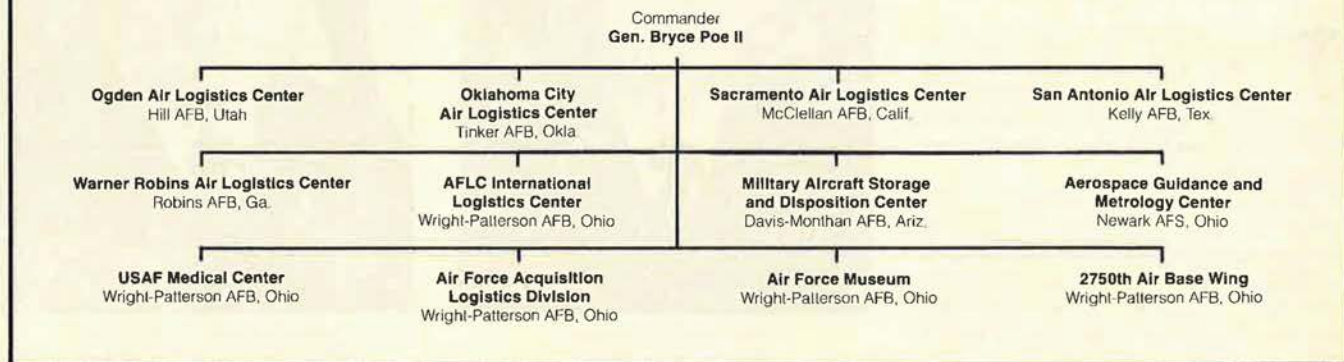 Commander
Gen. Bryce Poe II
Ogden Air Logistics Center
Hill AFB, Utah
Oklahoma City
Air Logistics Center
Tinker AFB, Okla.
Sacramento Air Logistics Center
McClellan AFB, Calif.
San Antonio Air Logistics Center
Kelly AFB, Tex.
Warner Robins Air Logistics Center
Robins AFB, Ga.
AFLC International
Logistics Center
Wright-Patterson AFB, Ohio
Military Aircraft Storage
and Disposition Center
Davis-Monthan AFB, Ariz.
Aerospace Guidance and
Metrology Center
Newark AFS, Ohio
USAF Medical Center
Wright-Patterson AFB, Ohio
Air Force Acquisition
Logistics Division
Wright-Patterson AFB, Ohio
Air Force Museum
Wright-Patterson AFB, Ohio
2750th Air Base Wing
Wright-Patterson AFB, Ohio